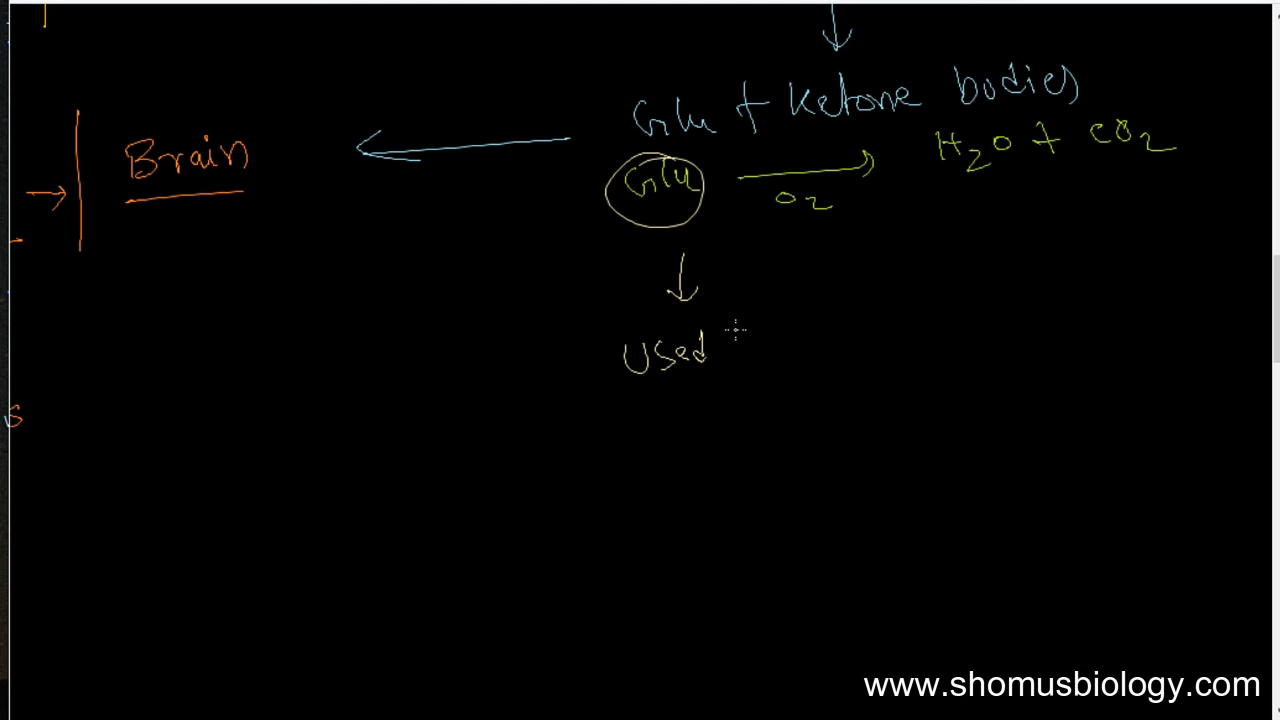 Glu + Ketone bodies
Brain
Glu
O2
H2O + CO2
Used
S
www.shomusbiology.com